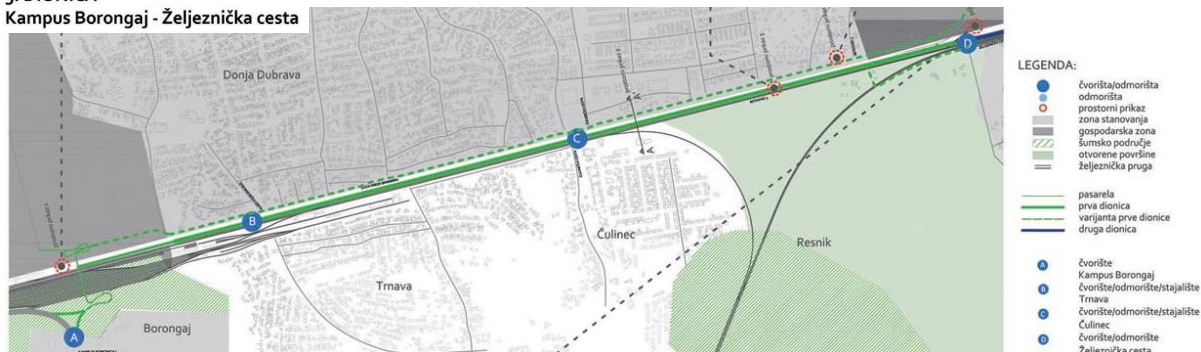 Kampus Borongaj - Željeznička cesta
Donja Dubrava
Čulinec
Trnava
Borongaj
Resnik
A
B
C
D
A'
A
LEGENDA:
čvorišta/odmorišta
odmorišta
prostorni prikaz
zona stanovanja
gospodarska zona
šumsko područje
otvorene površine
željeznička pruga
pasarela
prva dionica
varijanta prve dionice
druga dionica
A čvorište
Kampus Borongaj
B čvorište/odmorište/stajalište
Trnava
C čvorište/odmorište/stajalište
Čulinec
D čvorište/odmorište
Željeznička cesta